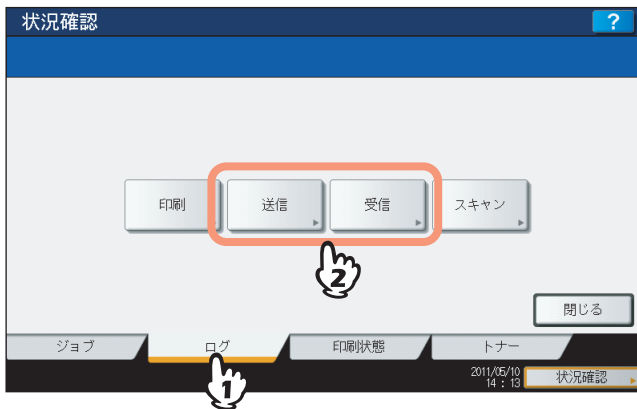 状況確認 ?
印刷 送信 受信 スキャン
2
閉じる
ジョブ ログ 印刷状態 トナー
1
2011/05/10
14 : 13
状況確認